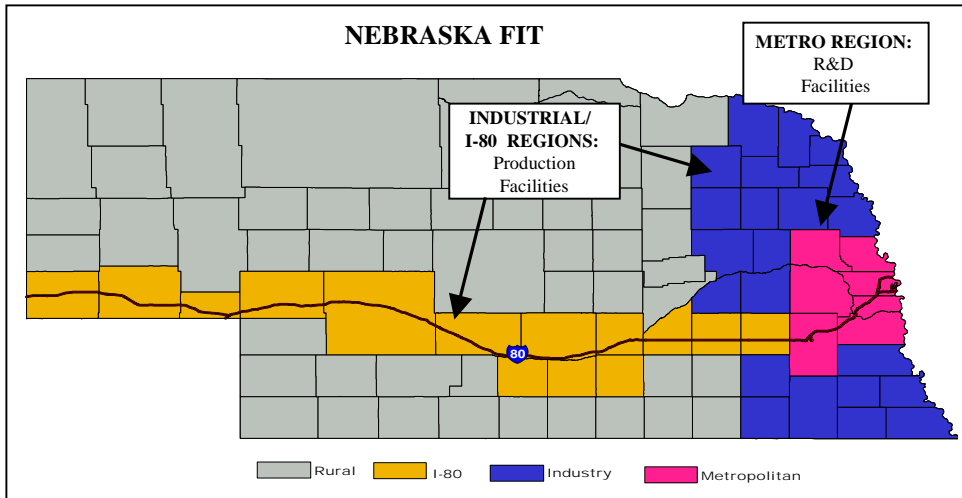 NEBRASKA FIT
METRO REGION:
R&D
Facilities
INDUSTRIAL/
I-80 REGIONS:
Production
Facilities
80
Rural
I-80
Industry
Metropolitan